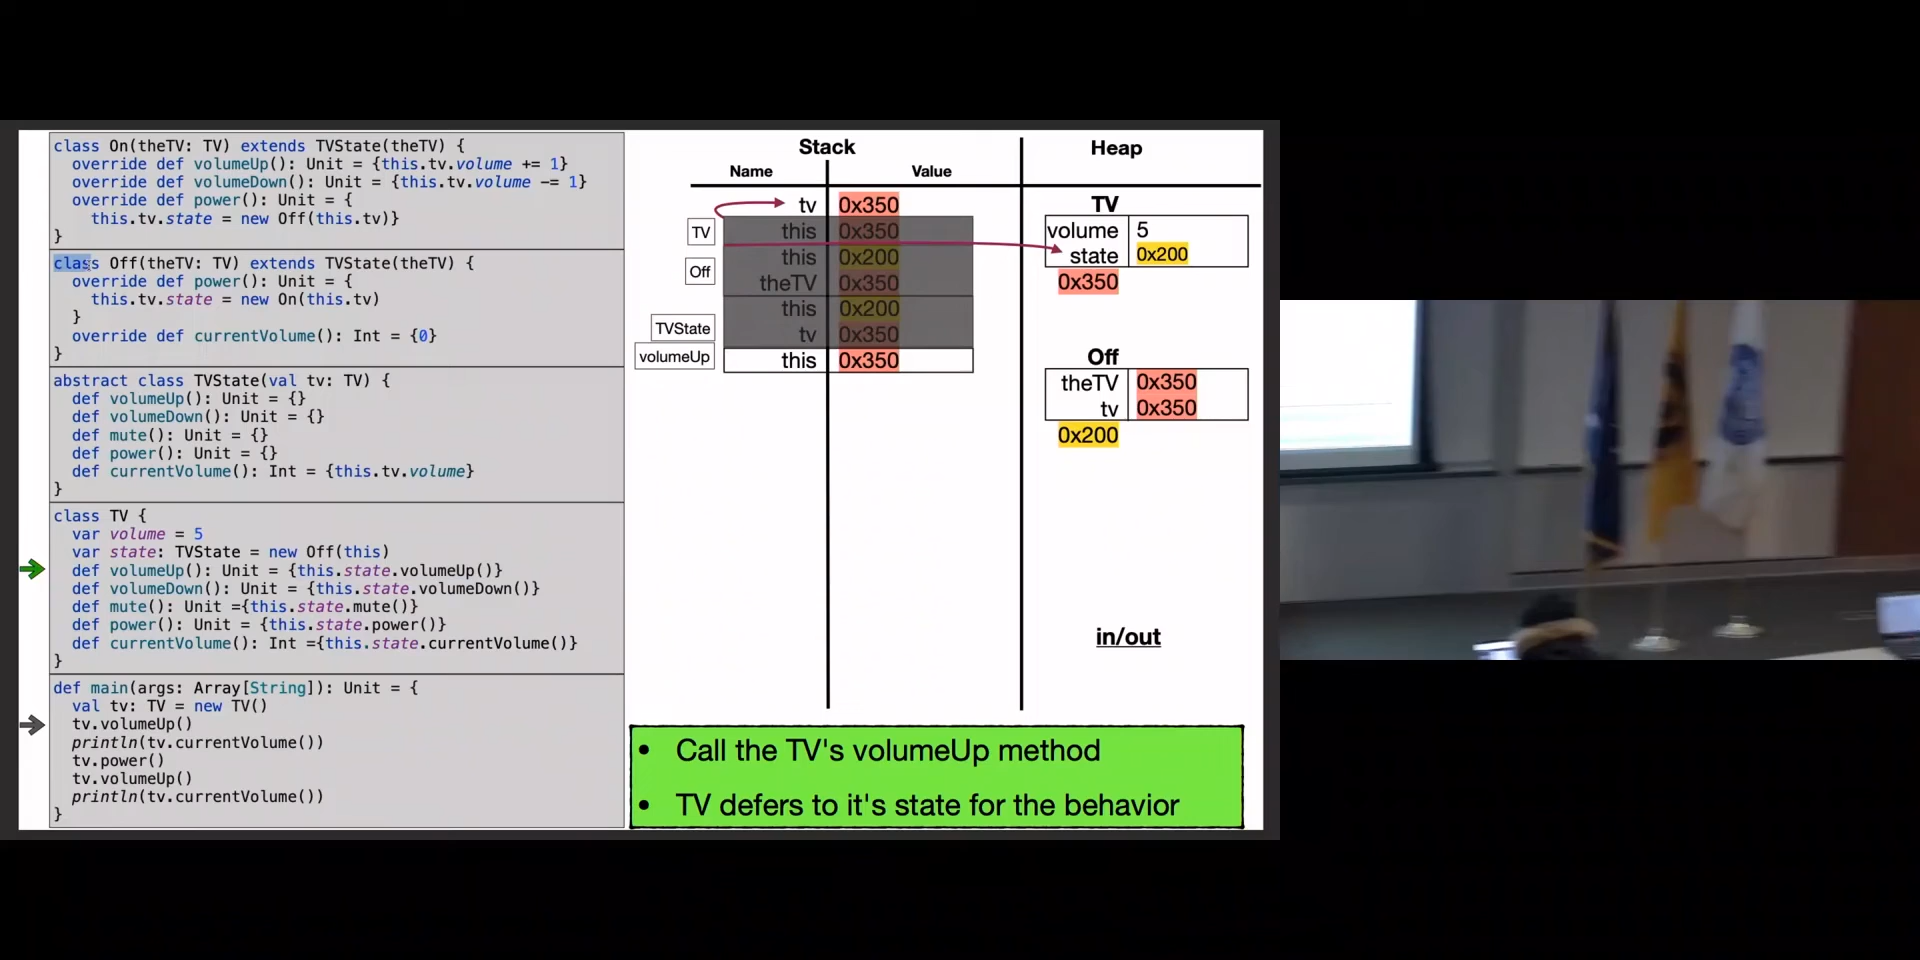 class On(theTV: TV) extends TVState(theTV) {
override def volumeUp(): Unit = {this.tv.volume += 1}
override def volumeDown(): Unit = {this.tv.volume -= 1}
override def power(): Unit = {
this.tv.state = new Off(this.tv)}
}
class Off(theTV: TV) extends TVState(theTV) {
override def power(): Unit = {
this.tv.state = new On(this.tv)
}
override def currentVolume(): Int = {0}
}
abstract class TVState(val tv: TV) {
def volumeUp(): Unit = {}
def volumeDown(): Unit = {}
def mute(): Unit = {}
def power(): Unit = {}
def currentVolume(): Int = {this.tv.volume}
}
class TV {
var volume = 5
var state: TVState = new Off(this)
def volumeUp(): Unit = {this.state.volumeUp()}
def volumeDown(): Unit = {this.state.volumeDown()}
def mute(): Unit ={this.state.mute()}
def power(): Unit = {this.state.power()}
def currentVolume(): Int ={this.state.currentVolume()}
}
def main(args: Array[String]): Unit = {
val tv: TV = new TV()
tv.volumeUp()
println(tv.currentVolume())
tv.power()
tv.volumeUp()
println(tv.currentVolume())
}
Stack
Name Value
tv 0x350
TV this 0x350
Off this 0x200
theTV 0x350
this 0x200
TVState tv 0x350
volumeUp this 0x350
Heap
TV
volume 5
state 0x200
0x350
Off
theTV 0x350
tv 0x350
0x200
in/out
• Call the TV's volumeUp method
• TV defers to it's state for the behavior